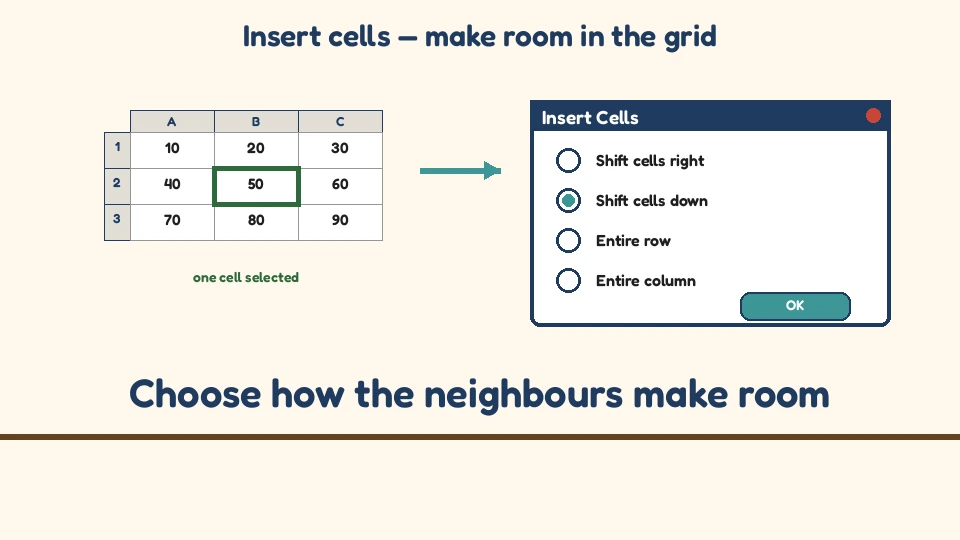 Insert cells — make room in the grid
A B C
1 10 20 30
2 40 50 60
3 70 80 90
one cell selected
Insert Cells
Shift cells right
Shift cells down
Entire row
Entire column
OK
Choose how the neighbours make room